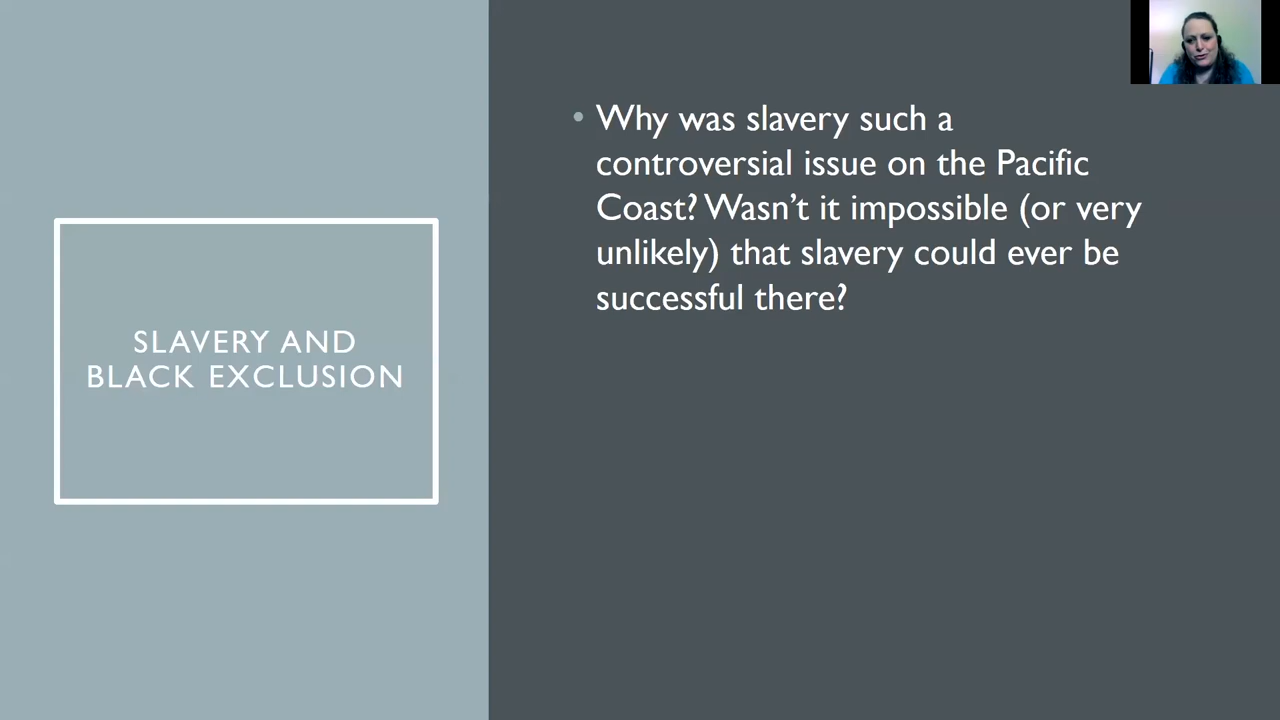 SLAVERY AND
BLACK EXCLUSION
• Why was slavery such a
controversial issue on the Pacific
Coast? Wasn’t it impossible (or very
unlikely) that slavery could ever be
successful there?